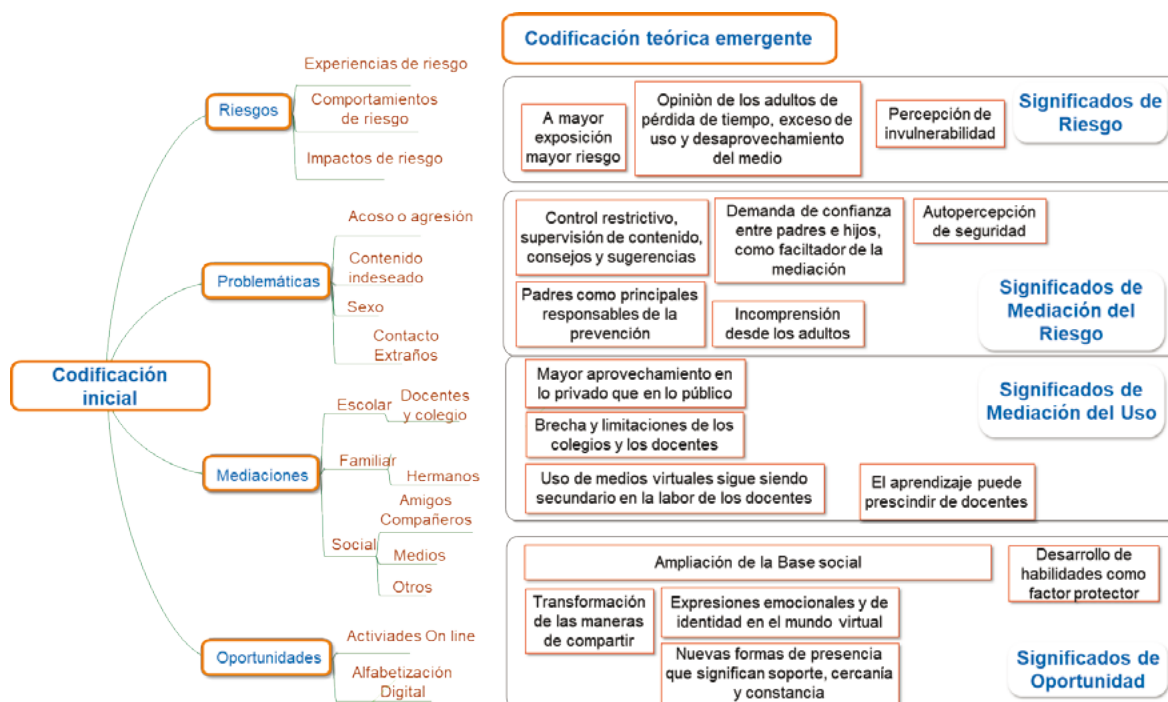 Codificación teórica emergente
Codificación
inicial
Riesgos
Experiencias de riesgo
Comportamientos
de riesgo
Impactos de riesgo
Problemáticas
Acoso o agresión
Contenido
indeseado
Sexo
Contacto
Extraños
Mediaciones
Escolar
Docentes
y colegio
Familiar
Hermanos
Social
Amigos
Compañeros
Medios
Otros
Oportunidades
Activiades On line
Alfabetización
Digital
A mayor
exposición
mayor riesgo
Opiniòn de los adultos de
pérdida de tiempo, exceso
de uso y desaprovechamiento
del medio
Percepción de
invulnerabilidad
Significados de
Riesgo
Control restrictivo,
supervisión de contenido,
consejos y sugerencias
Demanda de confianza
entre padres e hijos,
como faciltador de la
mediación
Autopercepción
de seguridad
Padres como principales
responsables de la
prevención
Incomprensión
desde los adultos
Significados de
Mediación del
Riesgo
Mayor aprovechamiento en
lo privado que en lo público
Brecha y limitaciones de los
colegios y los docentes
Uso de medios virtuales sigue siendo
secundario en la labor de los docentes
El aprendizaje puede
prescindir de docentes
Significados de
Mediación del Uso
Ampliación de la Base social
Desarrollo de
habilidades como
factor protector
Transformación
de las maneras
de compartir
Expresiones emocionales y de
identidad en el mundo virtual
Nuevas formas de presencia
que significan soporte, cercanía
y constancia
Significados de
Oportunidad